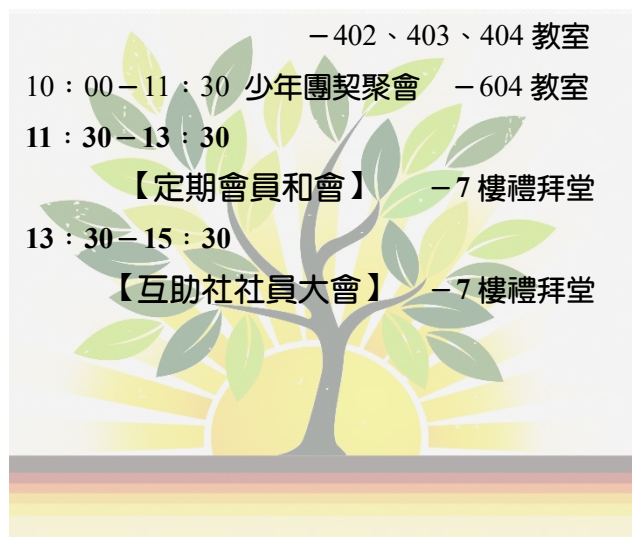 －402、403、404 教室
10：00－11：30 少年團契聚會 －604 教室
11：30－13：30
【定期會員和會】 －7 樓禮拜堂
13：30－15：30
【互助社社員大會】 －7 樓禮拜堂